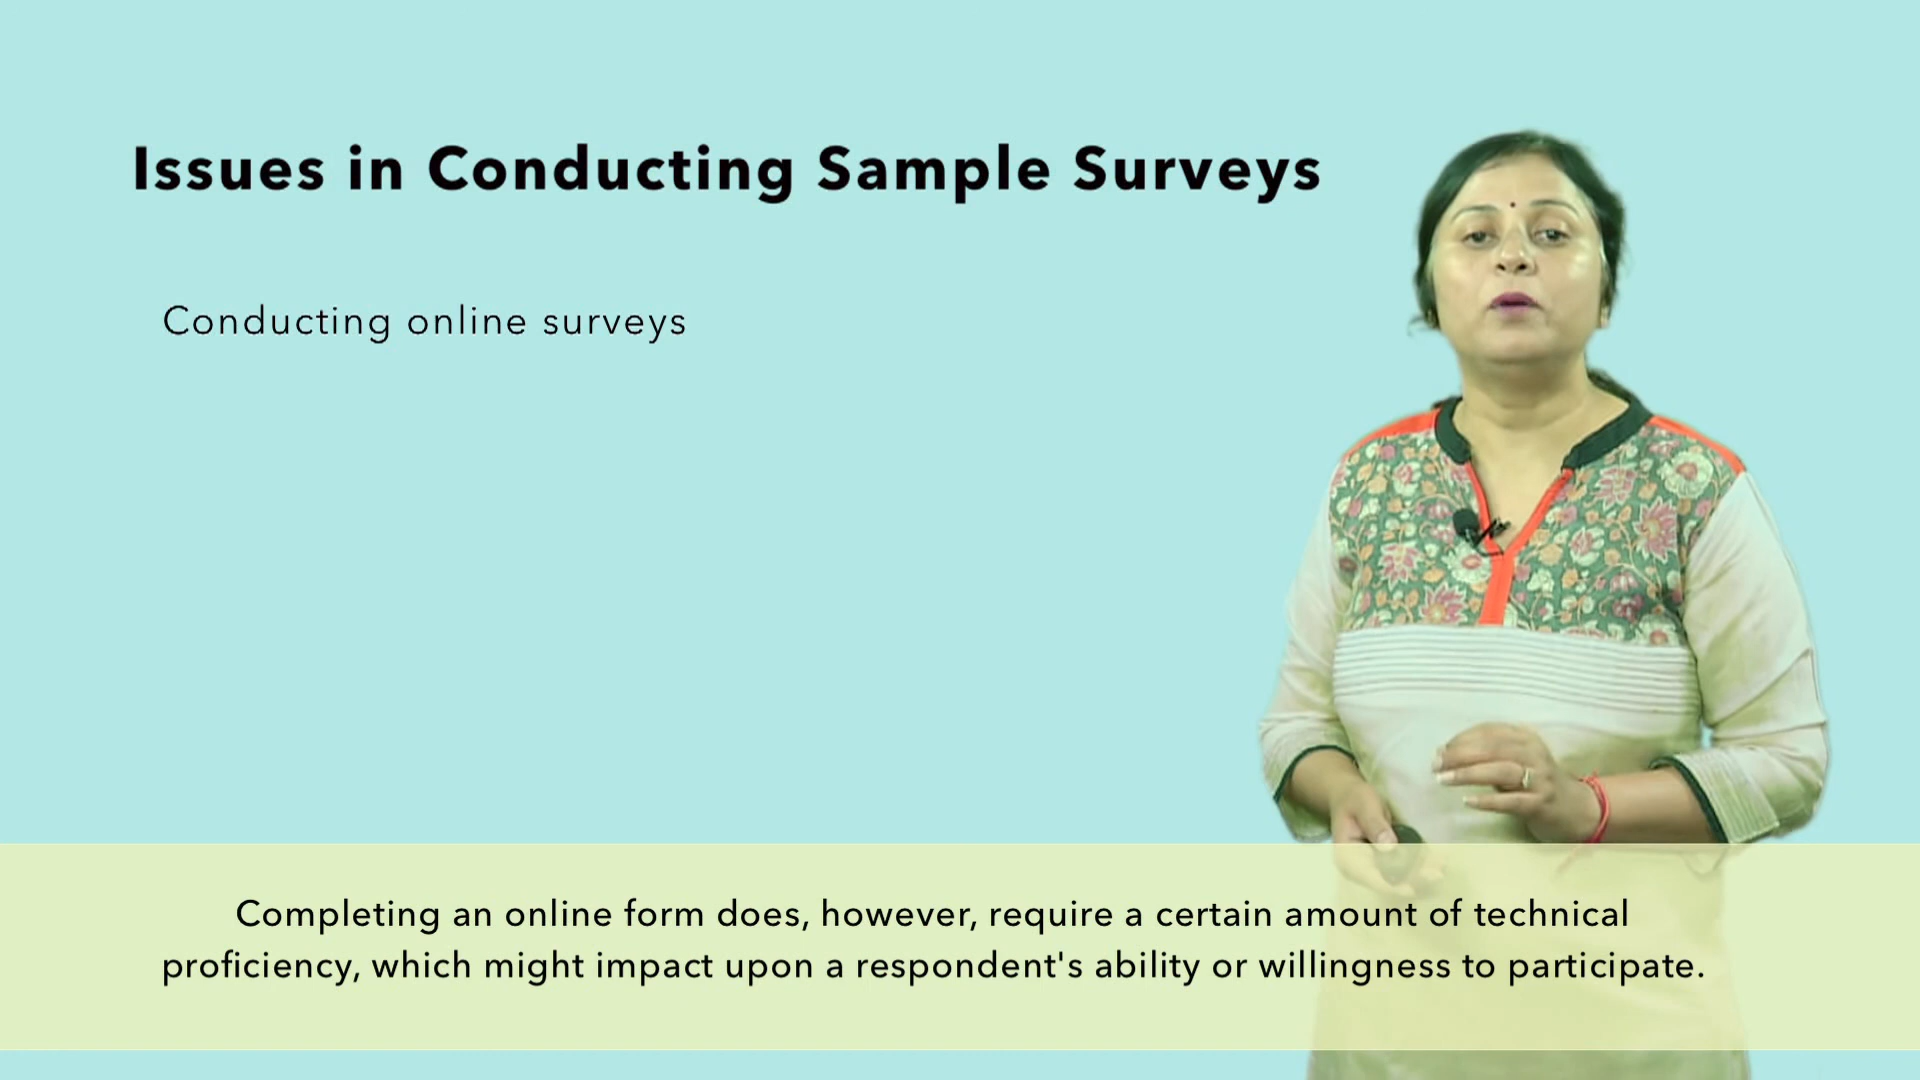 Issues in Conducting Sample Surveys
Conducting online surveys
Completing an online form does, however, require a certain amount of technical
proficiency, which might impact upon a respondent's ability or willingness to participate.